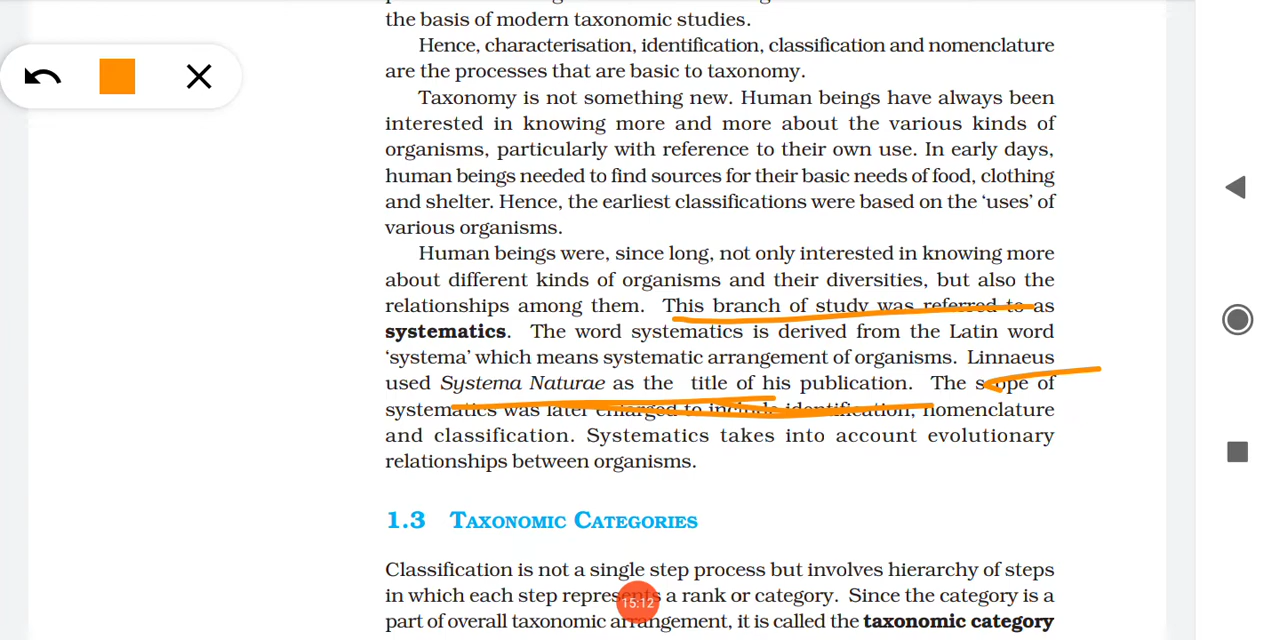 the basis of modern taxonomic studies.
Hence, characterisation, identification, classification and nomenclature
are the processes that are basic to taxonomy.
Taxonomy is not something new. Human beings have always been
interested in knowing more and more about the various kinds of
organisms, particularly with reference to their own use. In early days,
human beings needed to find sources for their basic needs of food, clothing
and shelter. Hence, the earliest classifications were based on the ‘uses’ of
various organisms.
Human beings were, since long, not only interested in knowing more
about different kinds of organisms and their diversities, but also the
relationships among them. This branch of study was referred to as
systematics. The word systematics is derived from the Latin word
‘systema’ which means systematic arrangement of organisms. Linnaeus
used Systema Naturae as the title of his publication. The scope of
systematics was later enlarged to include identification, nomenclature
and classification. Systematics takes into account evolutionary
relationships between organisms.
1.3 TAXONOMIC CATEGORIES
Classification is not a single step process but involves hierarchy of steps
in which each step represents a rank or category. Since the category is a
15:12
part of overall taxonomic arrangement, it is called the taxonomic category